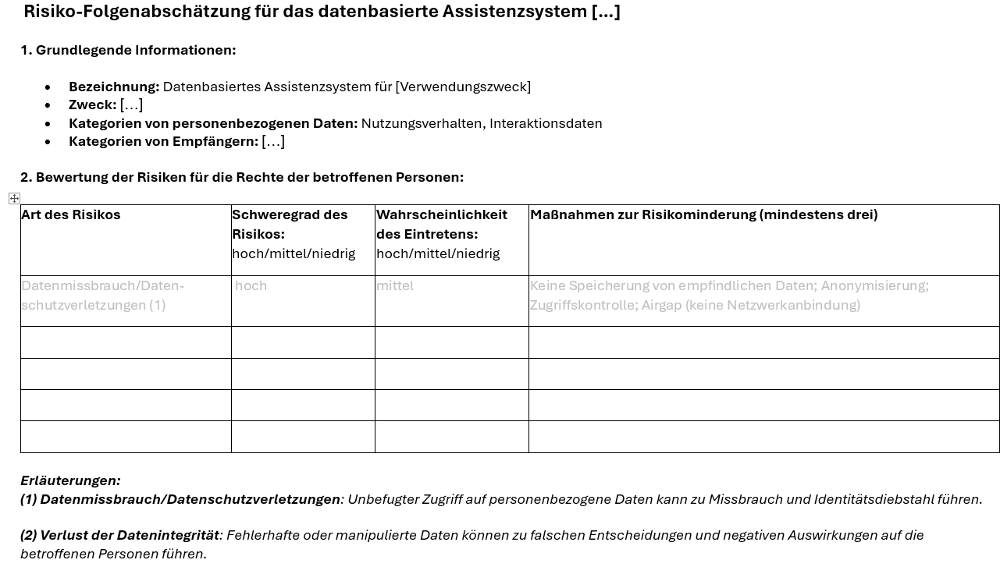 Risiko-Folgenabschätzung für das datenbasierte Assistenzsystem [...]
1. Grundlegende Informationen:
• Bezeichnung: Datenbasiertes Assistenzsystem für [Verwendungszweck]
• Zweck: [...]
• Kategorien von personenbezogenen Daten: Nutzungsverhalten, Interaktionsdaten
• Kategorien von Empfängern: [...]
2. Bewertung der Risiken für die Rechte der betroffenen Personen:
Art des Risikos
Schweregrad des
Risikos:
hoch/mittel/niedrig
Wahrscheinlichkeit
des Eintretens:
hoch/mittel/niedrig
Maßnahmen zur Risikominderung (mindestens drei)
Datenmissbrauch/Daten-
schutzverletzungen (1)
hoch
mittel
Keine Speicherung von empfindlichen Daten; Anonymisierung;
Zugriffskontrolle; Airgap (keine Netzwerkanbindung)
Erläuterungen:
(1) Datenmissbrauch/Datenschutzverletzungen: Unbefugter Zugriff auf personenbezogene Daten kann zu Missbrauch und Identitätsdiebstahl führen.
(2) Verlust der Datenintegrität: Fehlerhafte oder manipulierte Daten können zu falschen Entscheidungen und negativen Auswirkungen auf die
betroffenen Personen führen.